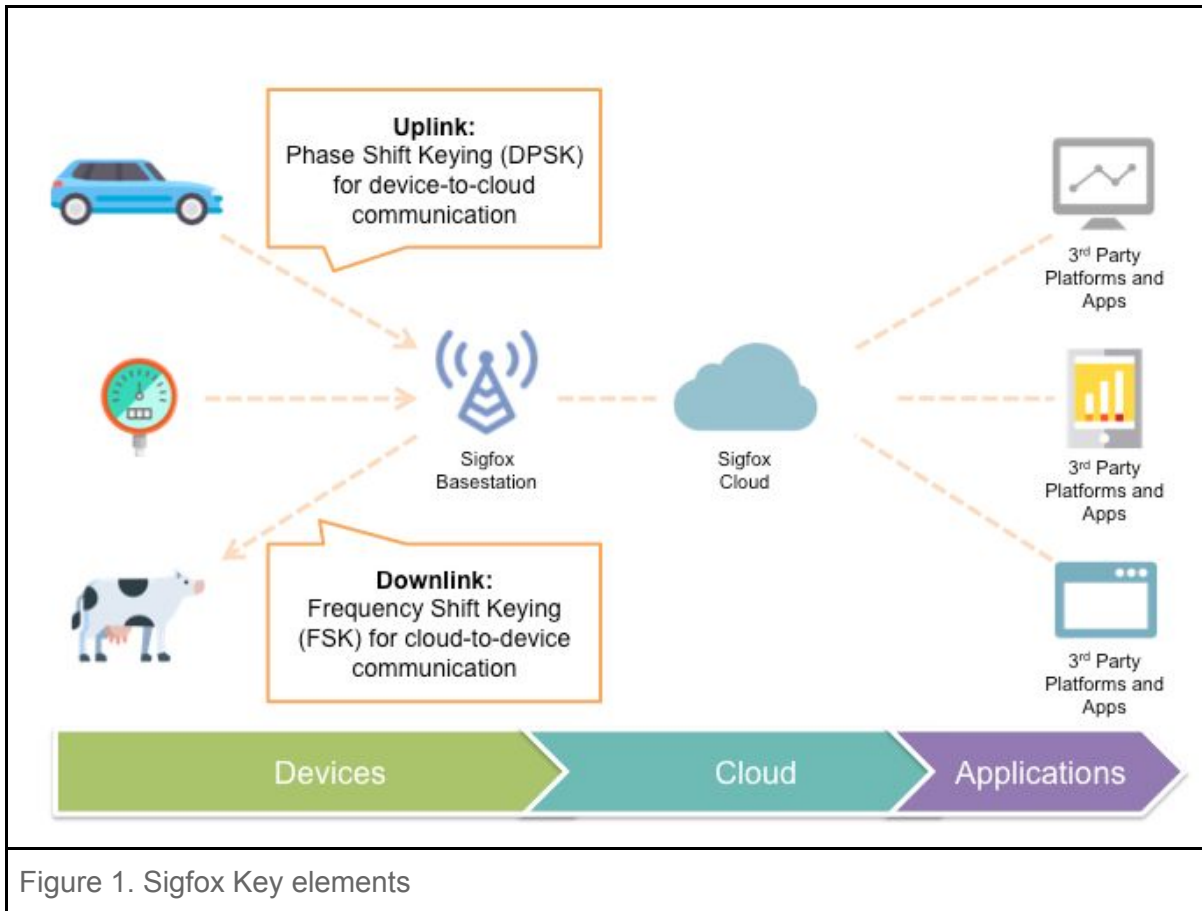 Uplink:
Phase Shift Keying (DPSK)
for device-to-cloud
communication
3rd Party
Platforms and
Apps
Sigfox
Basestation
Sigfox
Cloud
3rd Party
Platforms and
Apps
Downlink:
Frequency Shift Keying
(FSK) for cloud-to-device
communication
3rd Party
Platforms and
Apps
Devices
Cloud
Applications
Figure 1. Sigfox Key elements